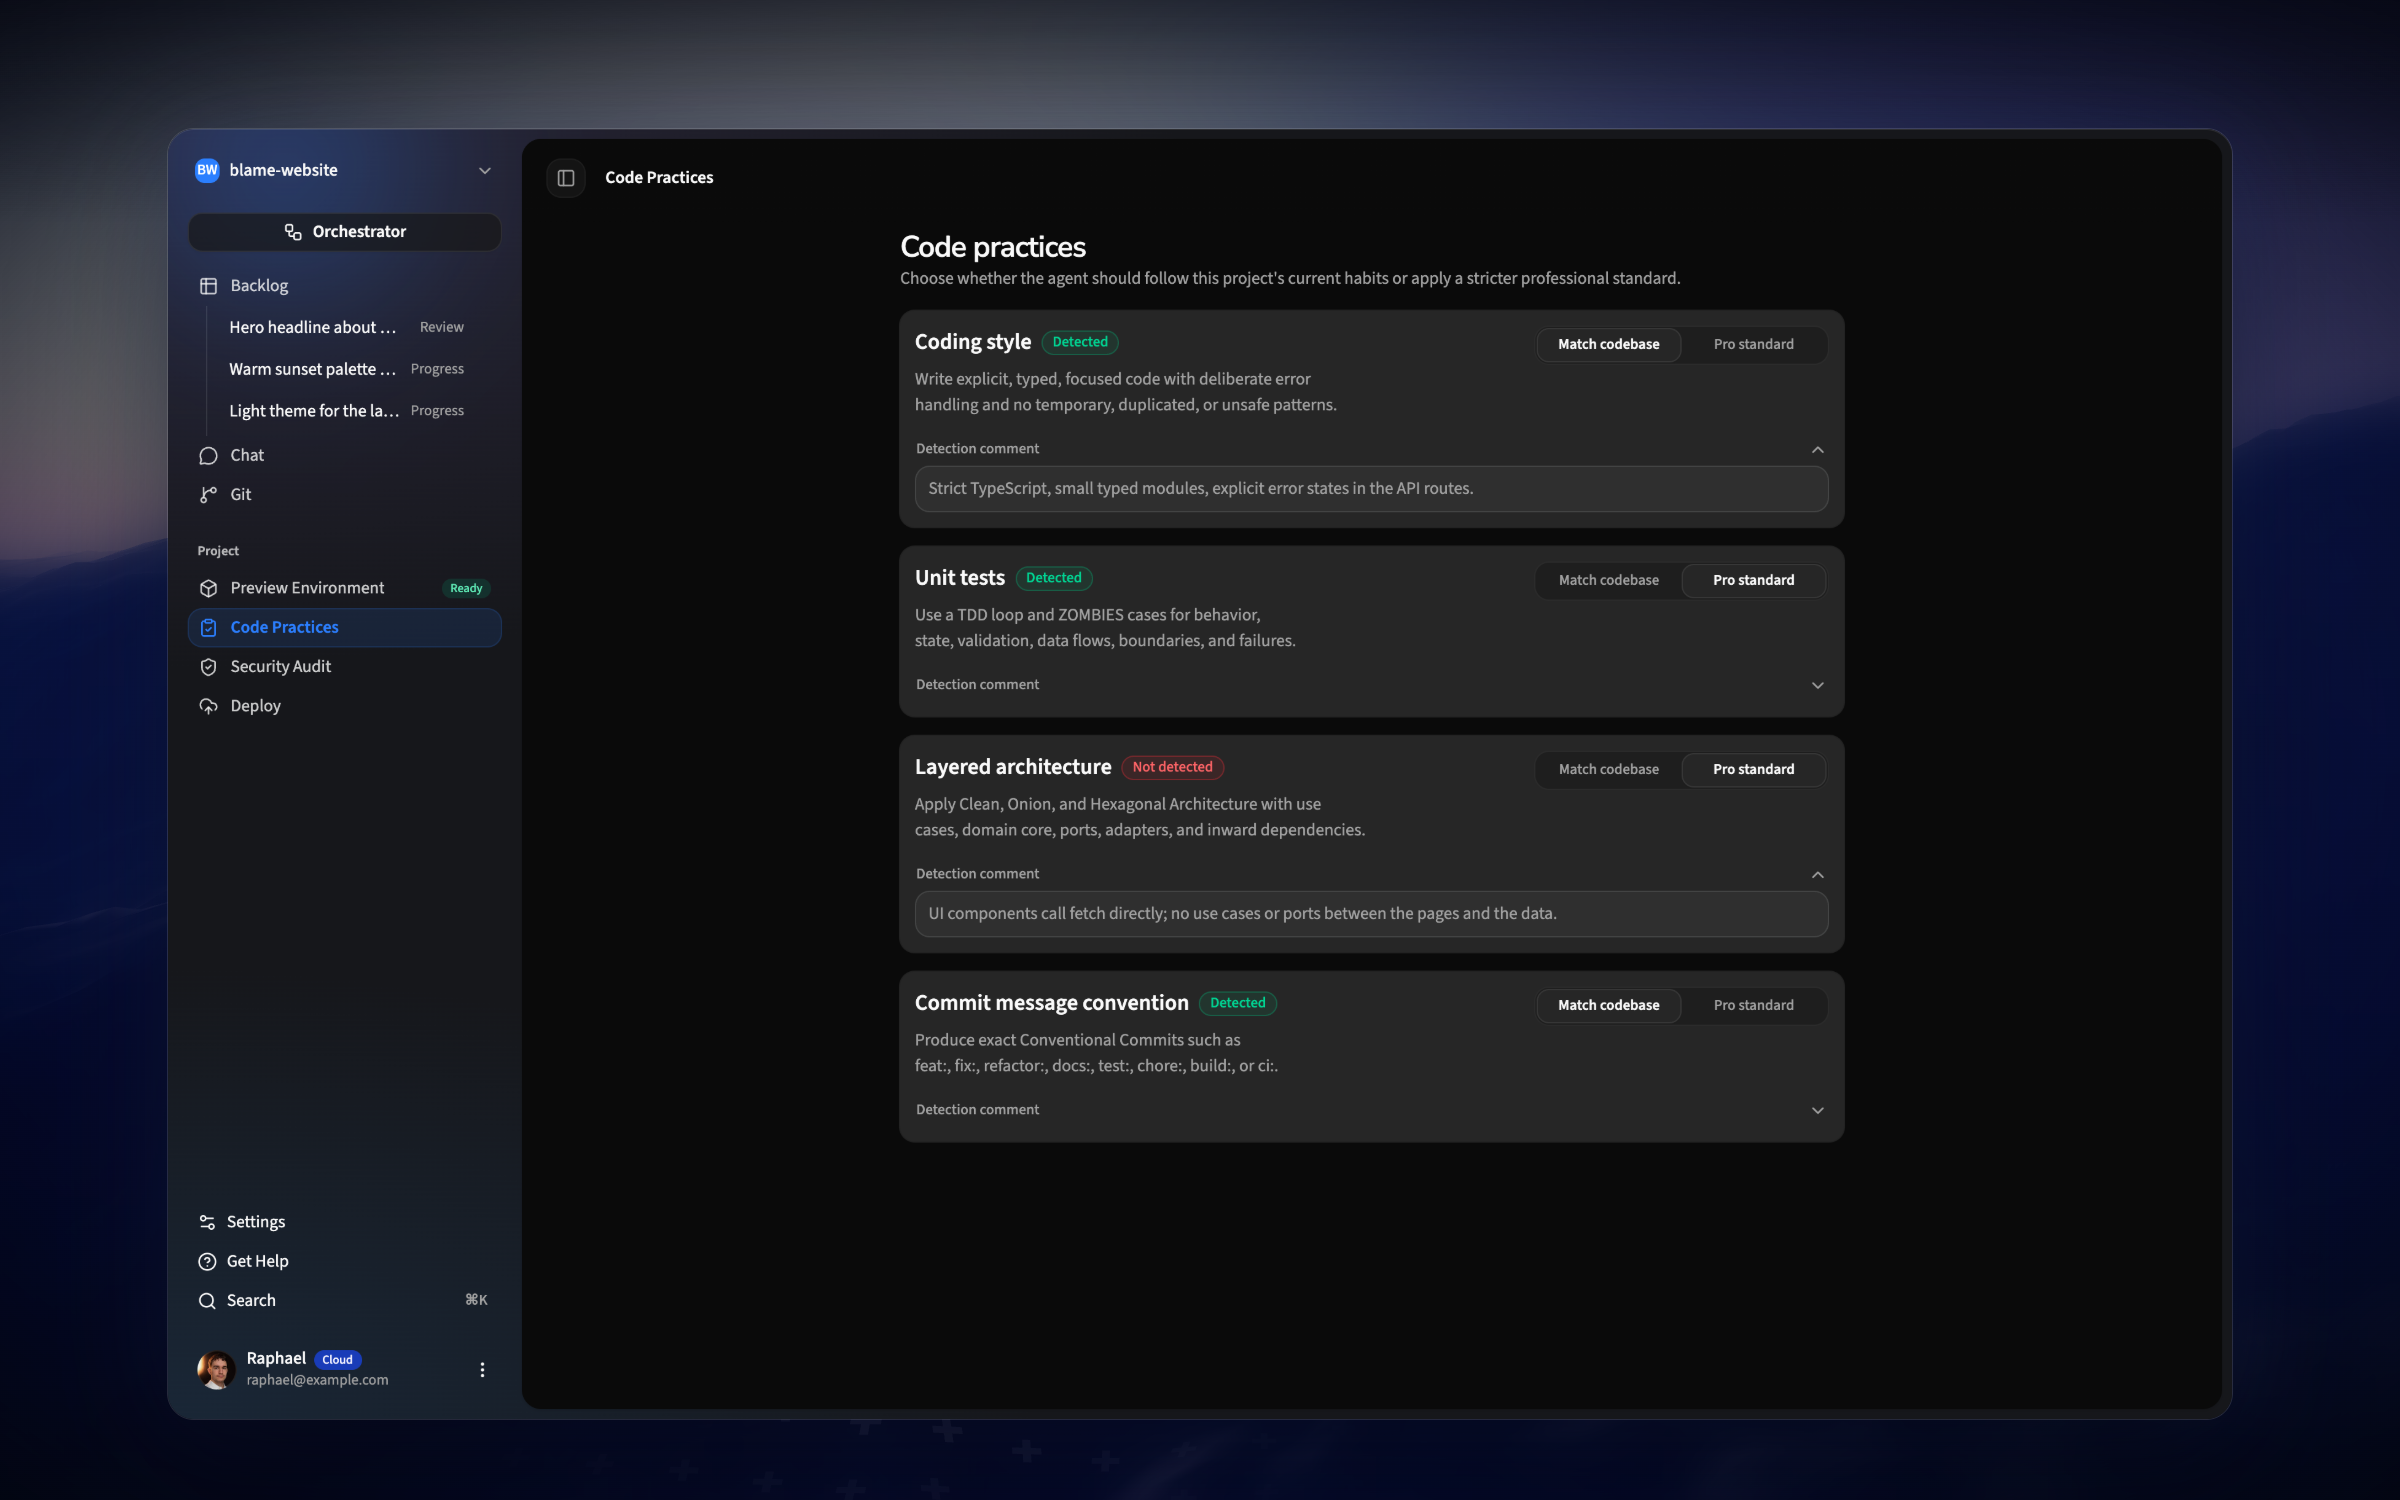 BW blame-website
Orchestrator
Backlog
Hero headline about ... Review
Warm sunset palette ... Progress
Light theme for the la... Progress
Chat
Git
Project
Preview Environment Ready
Code Practices
Security Audit
Deploy
Settings
Get Help
Search ⌘K
Raphael Cloud
raphael@example.com
Code Practices
Code practices
Choose whether the agent should follow this project's current habits or apply a stricter professional standard.
Coding style Detected Match codebase Pro standard
Write explicit, typed, focused code with deliberate error
handling and no temporary, duplicated, or unsafe patterns.
Detection comment
Strict TypeScript, small typed modules, explicit error states in the API routes.
Unit tests Detected Match codebase Pro standard
Use a TDD loop and ZOMBIES cases for behavior,
state, validation, data flows, boundaries, and failures.
Detection comment
Layered architecture Not detected Match codebase Pro standard
Apply Clean, Onion, and Hexagonal Architecture with use
cases, domain core, ports, adapters, and inward dependencies.
Detection comment
UI components call fetch directly; no use cases or ports between the pages and the data.
Commit message convention Detected Match codebase Pro standard
Produce exact Conventional Commits such as
feat:, fix:, refactor:, docs:, test:, chore:, build:, or ci:.
Detection comment